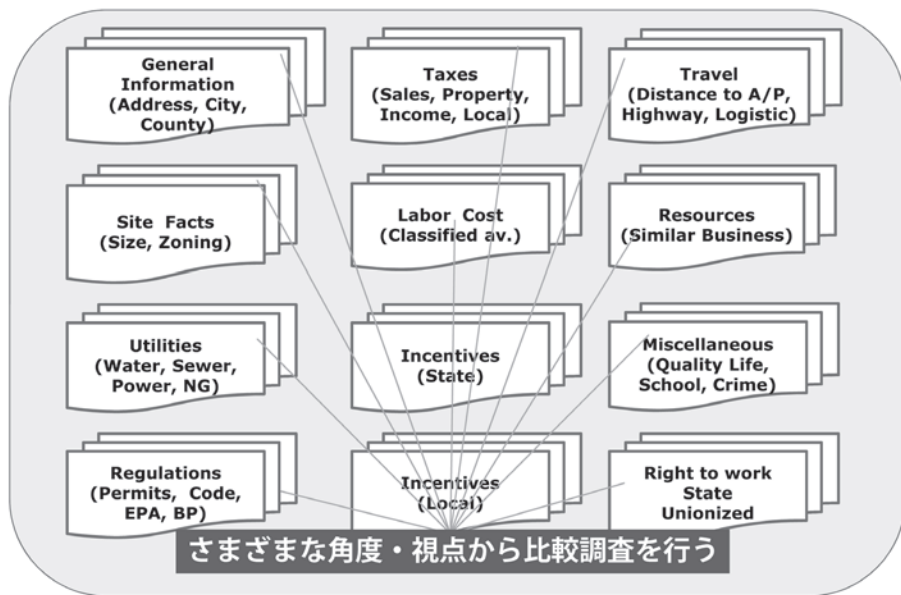 General
Information
(Address, City,
County)
Taxes
(Sales, Property,
Income, Local)
Travel
(Distance to A/P,
Highway, Logistic)
Site Facts
(Size, Zoning)
Labor Cost
(Classified av.)
Resources
(Similar Business)
Utilities
(Water, Sewer,
Power, NG)
Incentives
(State)
Miscellaneous
(Quality Life,
School, Crime)
Regulations
(Permits, Code,
EPA, BP)
Incentives
(Local)
Right to work
State
Unionized
さまざまな角度・視点から比較調査を行う